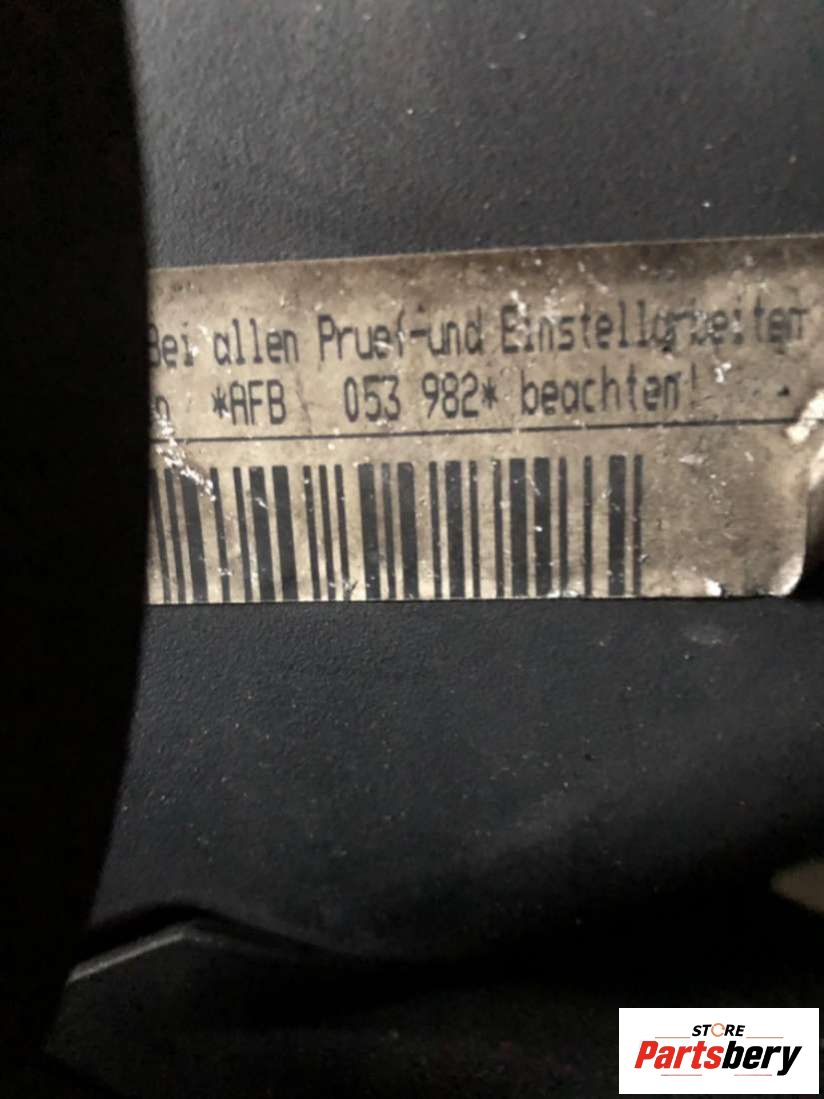 Bei allen Pruef-und Einstellarbeiten
*AFB 053 982* beachten!
STORE
Partsbery